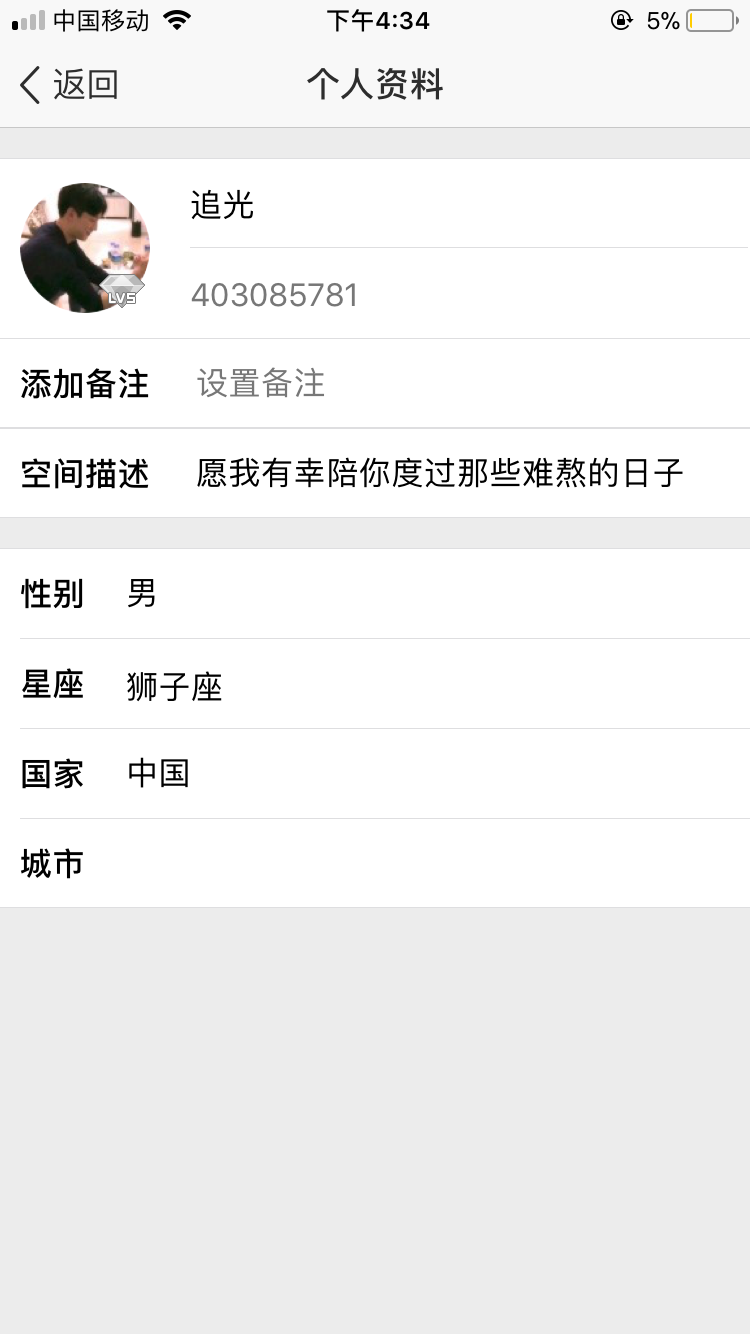 中国移动 下午4:34 5%
返回 个人资料
追光
LV5
403085781
添加备注 设置备注
空间描述 愿我有幸陪你度过那些难熬的日子
性别 男
星座 狮子座
国家 中国
城市